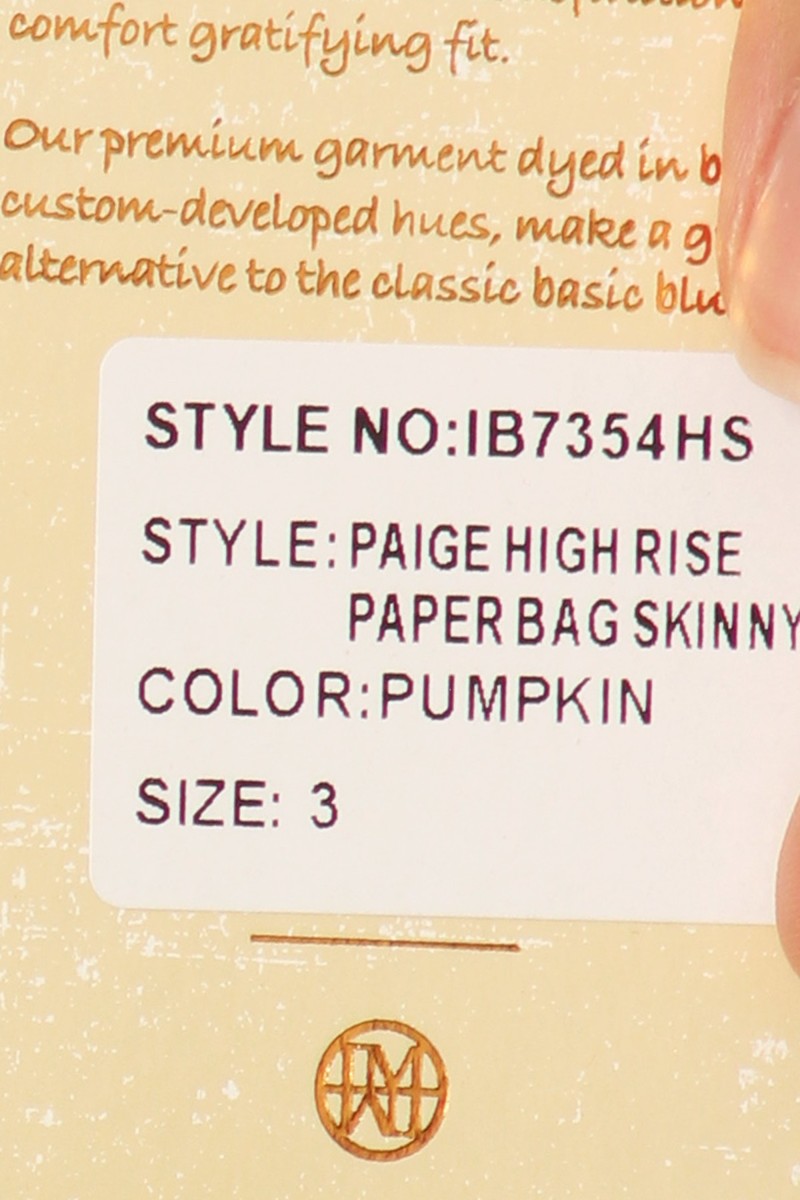 comfort gratifying fit.
Our premium garment dyed in
custom-developed hues, make a
alternative to the classic basic
STYLE NO:IB7354HS
STYLE: PAIGE HIGH RISE
PAPER BAG SKINNY
COLOR:PUMPKIN
SIZE: 3